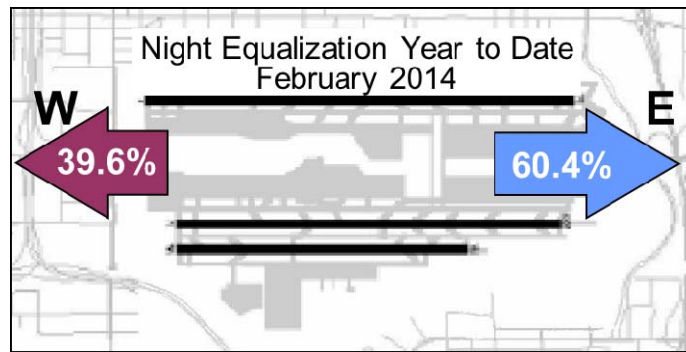 Night Equalization Year to Date
February 2014
W
E
39.6%
60.4%